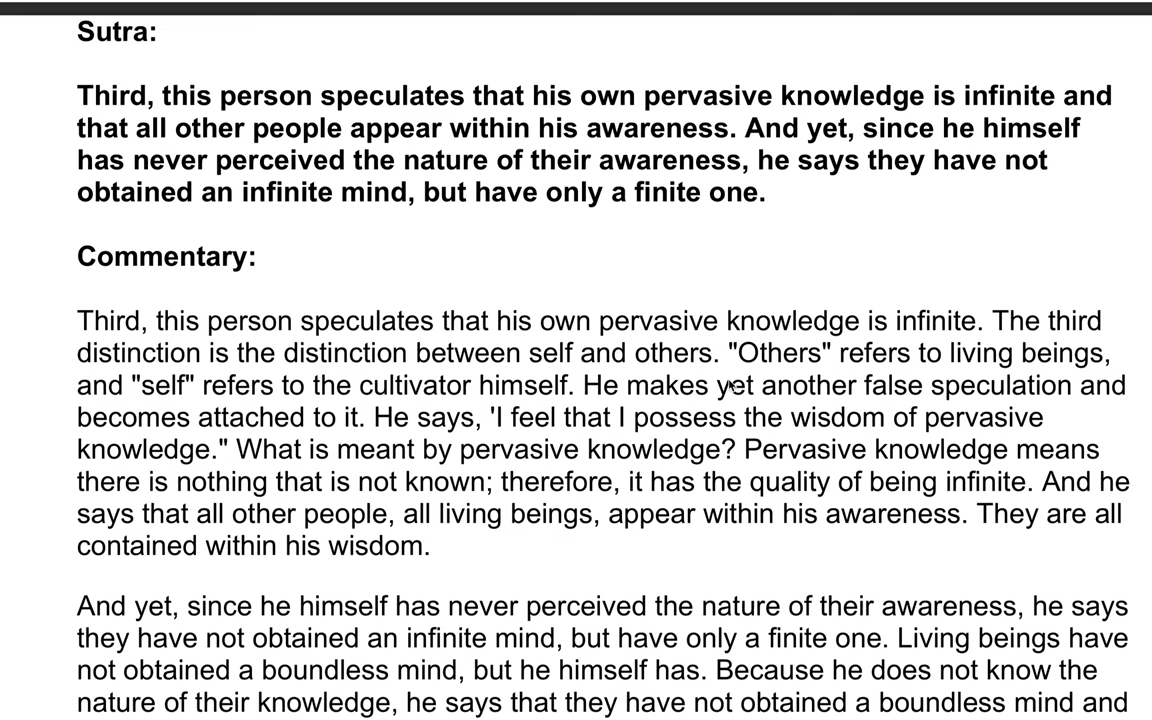 Sutra:
Third, this person speculates that his own pervasive knowledge is infinite and
that all other people appear within his awareness. And yet, since he himself
has never perceived the nature of their awareness, he says they have not
obtained an infinite mind, but have only a finite one.
Commentary:
Third, this person speculates that his own pervasive knowledge is infinite. The third
distinction is the distinction between self and others. "Others" refers to living beings,
and "self" refers to the cultivator himself. He makes yet another false speculation and
becomes attached to it. He says, 'I feel that I possess the wisdom of pervasive
knowledge." What is meant by pervasive knowledge? Pervasive knowledge means
there is nothing that is not known; therefore, it has the quality of being infinite. And he
says that all other people, all living beings, appear within his awareness. They are all
contained within his wisdom.
And yet, since he himself has never perceived the nature of their awareness, he says
they have not obtained an infinite mind, but have only a finite one. Living beings have
not obtained a boundless mind, but he himself has. Because he does not know the
nature of their knowledge, he says that they have not obtained a boundless mind and